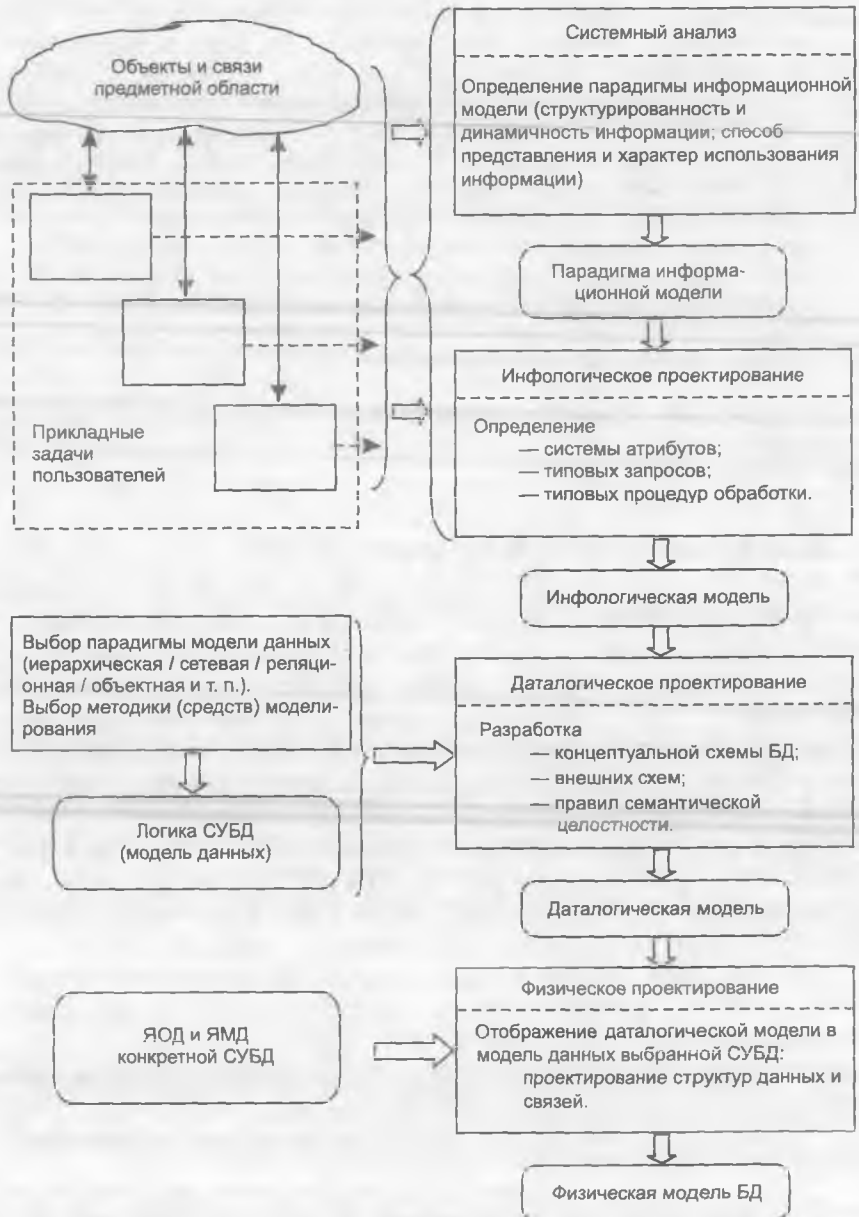 Объекты и связи
предметной области
Прикладные
задачи
пользователей
Системный анализ
Определение парадигмы информационной
модели (структурированность и
динамичность информации; способ
представления и характер использования
информации)
Парадигма информа-
ционной модели
Инфологическое проектирование
Определение
— системы атрибутов;
— типовых запросов;
— типовых процедур обработки.
Инфологическая модель
Выбор парадигмы модели данных
(иерархическая / сетевая / реляци-
онная / объектная и т. п.).
Выбор методики (средств) модели-
рования
Логика СУБД
(модель данных)
Даталогическое проектирование
Разработка
— концептуальной схемы БД;
— внешних схем;
— правил семантической
целостности.
Даталогическая модель
ЯОД и ЯМД
конкретной СУБД
Физическое проектирование
Отображение даталогической модели в
модель данных выбранной СУБД:
проектирование структур данных и
связей.
Физическая модель БД